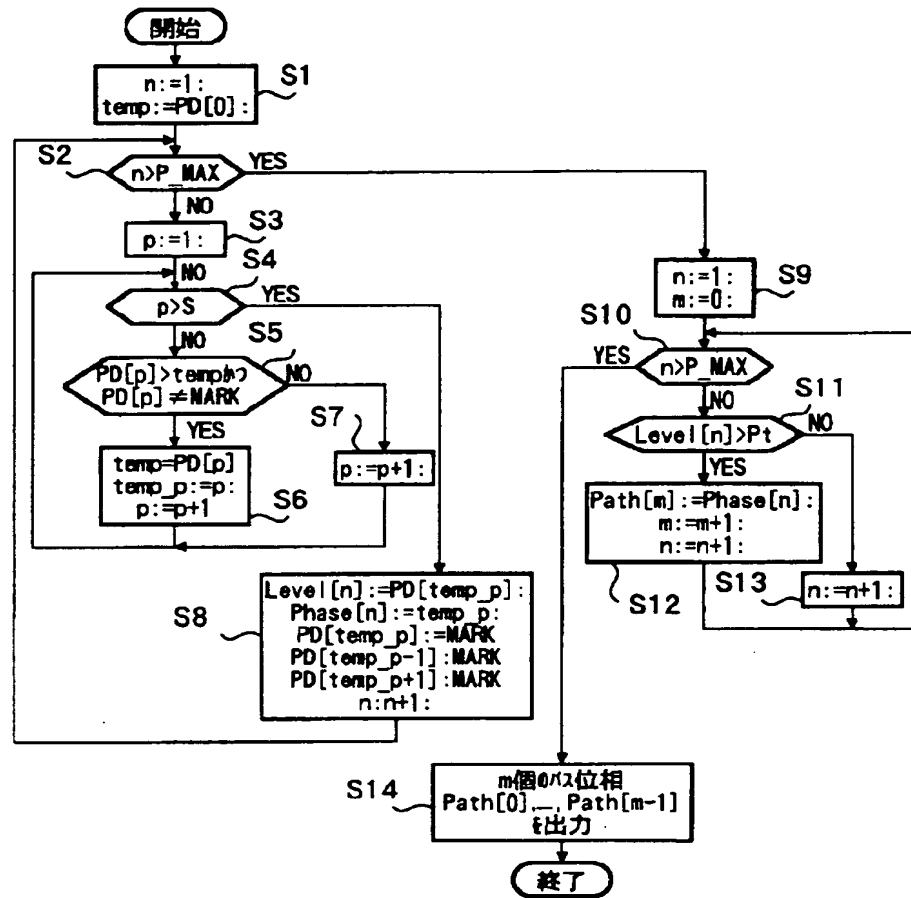 開始
S1
n:=1:
temp:=PD[0]:
S2
n>P_MAX
YES
NO
S3
p:=1:
NO
S4
p>S
YES
NO
S5
PD[p]>tempかつ
PD[p]≠MARK
NO
YES
S7
p:=p+1:
temp=PD[p]
temp_p:=p:
p:=p+1
S6
S8
Level[n]:=PD[temp_p]:
Phase[n]:=temp_p:
PD[temp_p]:=MARK
PD[temp_p-1]:MARK
PD[temp_p+1]:MARK
n:n+1:
S9
n:=1:
m:=0:
S10
YES
n>P_MAX
NO
S11
Level[n]>Pt
NO
YES
Path[m]:=Phase[n]:
m:=m+1:
n:=n+1:
S12
S13
n:=n+1:
S14
m個のパス位相
Path[0],…,Path[m-1]
を出力
終了